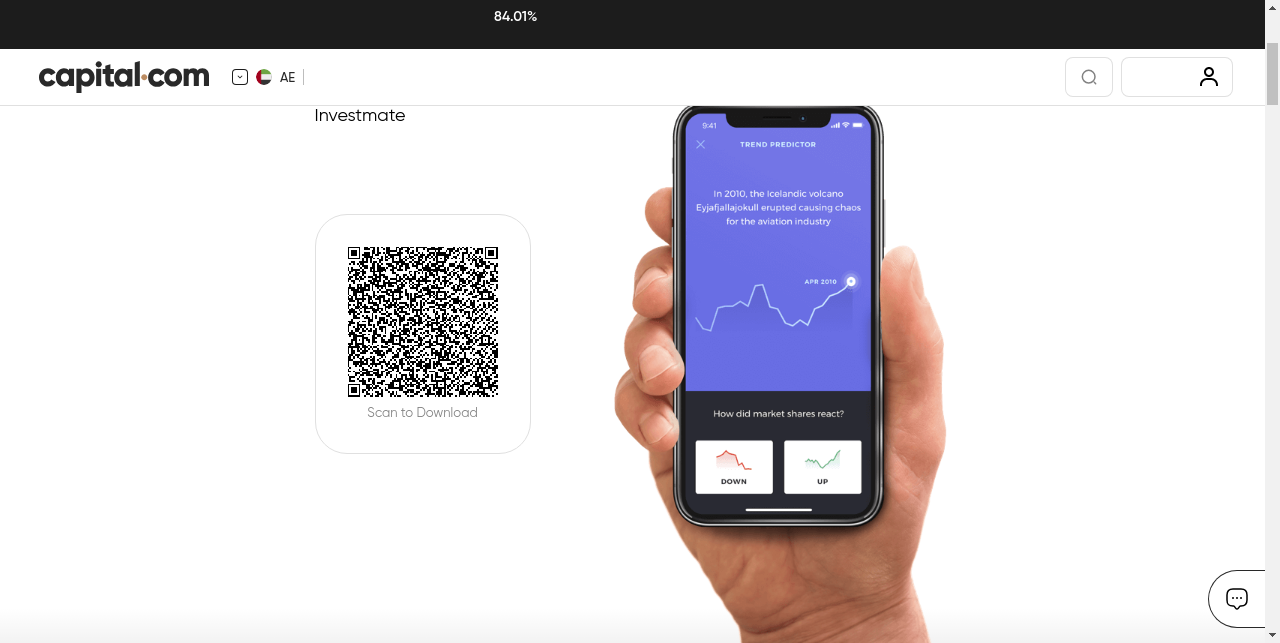 84.01%
capital.com
AE
Investmate
Scan to Download
9:41
TREND PREDICTOR
In 2010, the Icelandic volcano
Eyjafjallajokull erupted causing chaos
for the aviation industry
APR 2010
How did market shares react?
DOWN
UP